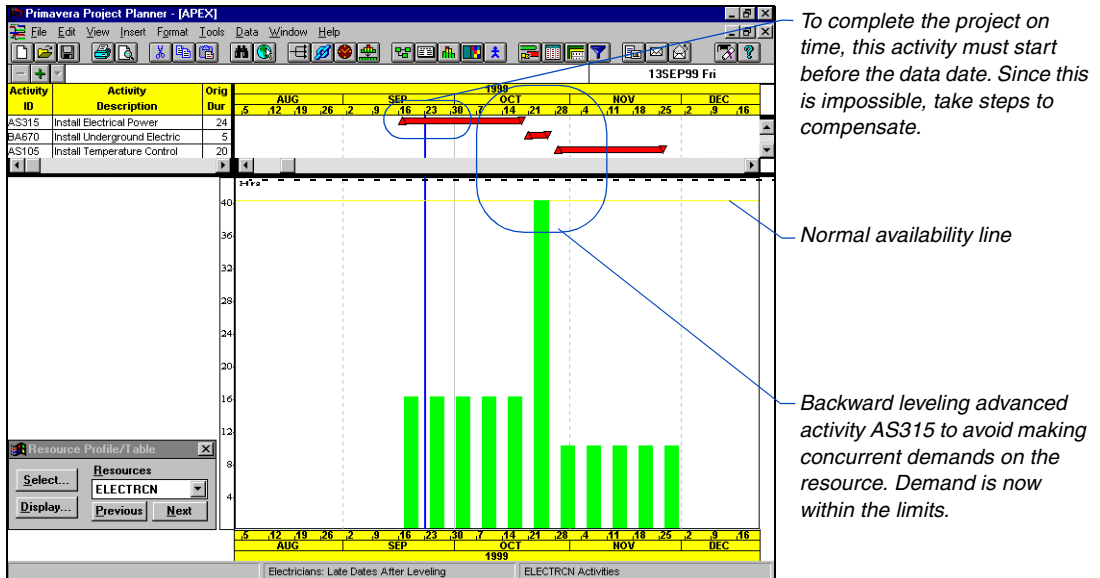 Primavera Project Planner - [APEX]
File Edit View Insert Format Tools Data Window Help
13SEP99 Fri
Activity ID Activity Description Orig Dur
1999
AUG SEP OCT NOV DEC
5 12 19 26 2 9 16 23 30 7 14 21 28 4 11 18 25 2 9 16
AS315 Install Electrical Power 24
BA670 Install Underground Electric 5
AS105 Install Temperature Control 20
To complete the project on
time, this activity must start
before the data date. Since this
is impossible, take steps to
compensate.
Hrs
40
36
28
24
20
16
12
8
4
Normal availability line
Backward leveling advanced
activity AS315 to avoid making
concurrent demands on the
resource. Demand is now
within the limits.
Resource Profile/Table
Select...
Resources
ELECTRCN
Display...
Previous Next
5 12 19 26 2 9 16 23 30 7 14 21 28 4 11 18 25 2 9 16
AUG SEP OCT NOV DEC
1999
Electricians: Late Dates After Leveling ELECTRCN Activities